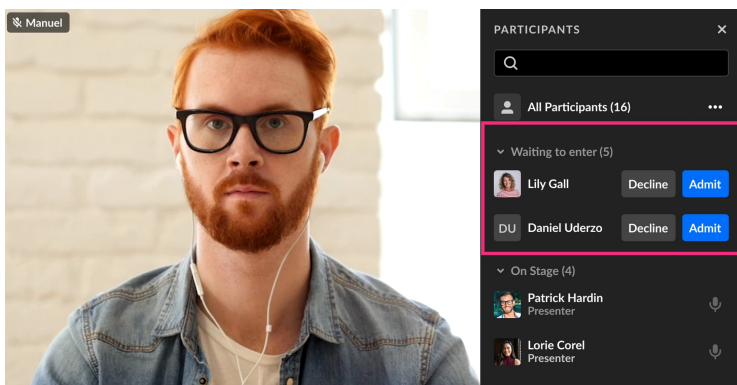 Manuel
PARTICIPANTS
All Participants (16)
Waiting to enter (5)
Lily Gall
Decline
Admit
DU
Daniel Uderzo
Decline
Admit
On Stage (4)
Patrick Hardin
Presenter
Lorie Corel
Presenter